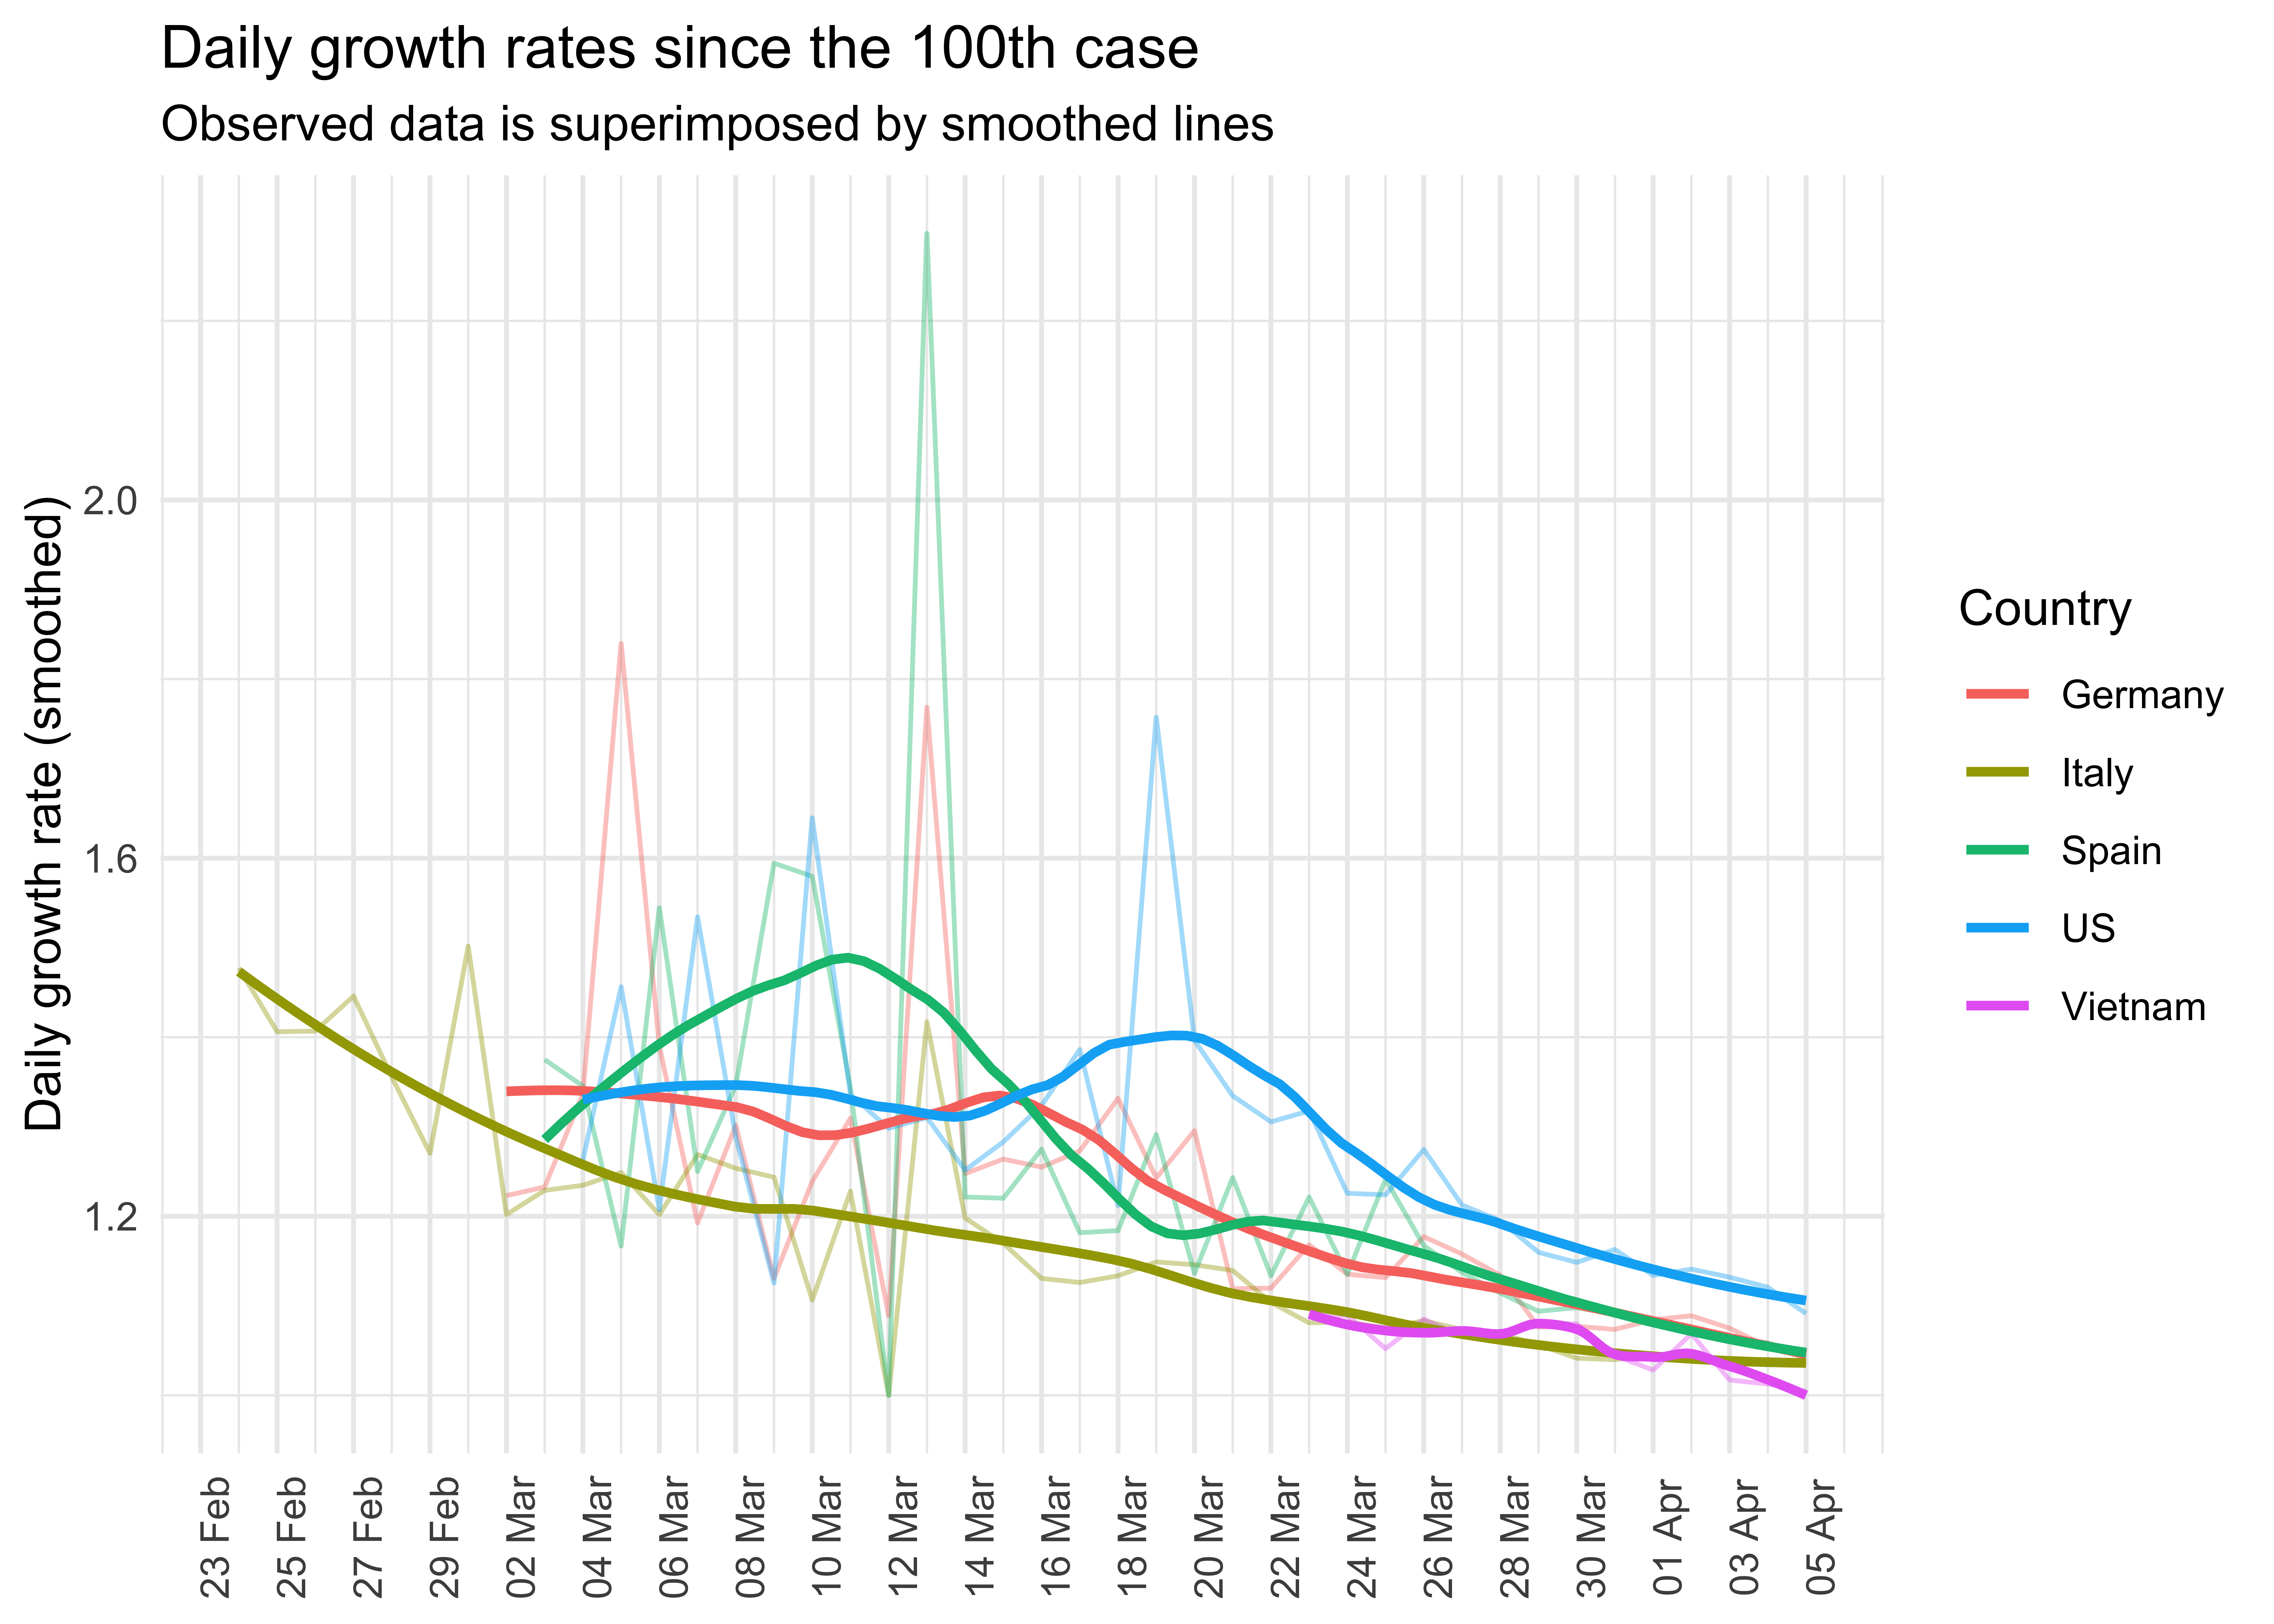 Daily growth rates since the 100th case
Observed data is superimposed by smoothed lines
Daily growth rate (smoothed)
2.0
1.6
1.2
23 Feb
25 Feb
27 Feb
29 Feb
02 Mar
04 Mar
06 Mar
08 Mar
10 Mar
12 Mar
14 Mar
16 Mar
18 Mar
20 Mar
22 Mar
24 Mar
26 Mar
28 Mar
30 Mar
01 Apr
03 Apr
05 Apr
Country
Germany
Italy
Spain
US
Vietnam